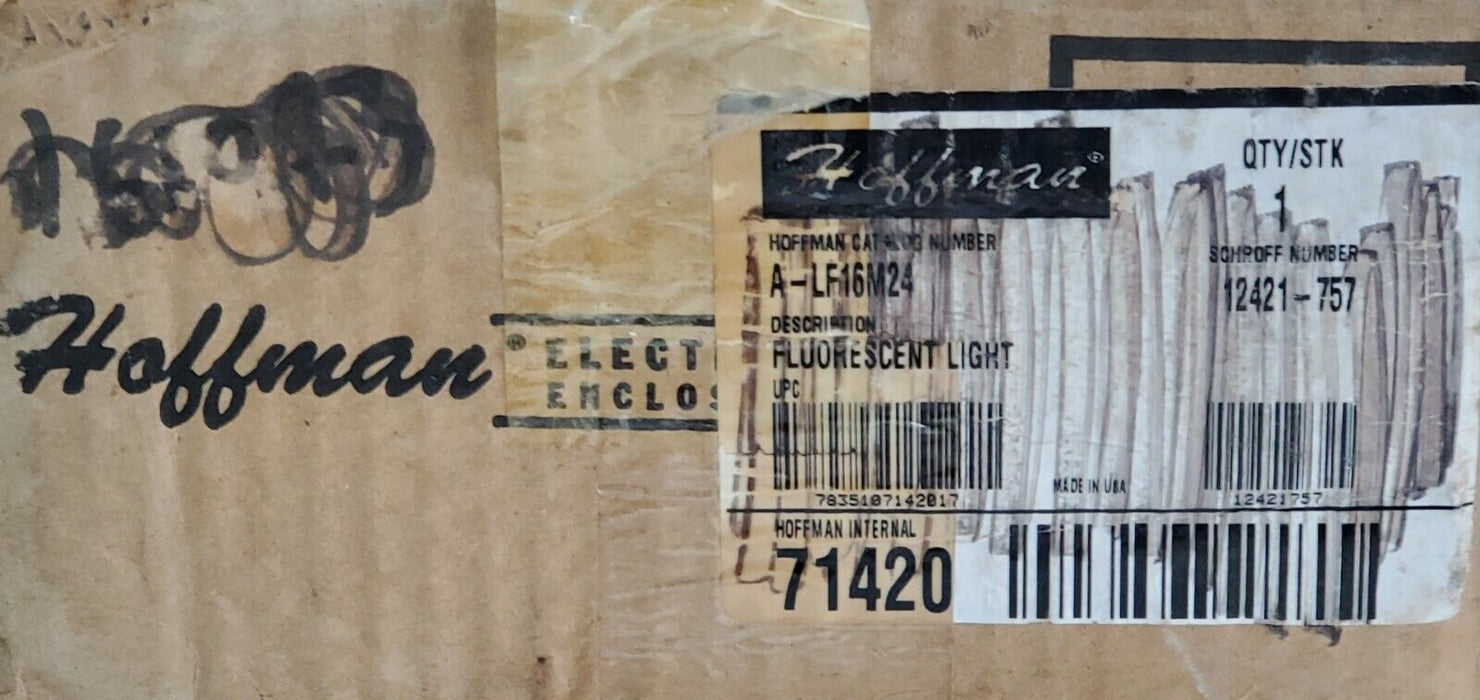 Hoffman® ELECT
ENCLOS
Hoffman®
QTY/STK
1
HOFFMAN CATALOG NUMBER
A-LF16M24
SCHROFF NUMBER
12421-757
DESCRIPTION
FLUORESCENT LIGHT
UPC
7835107142017
MADE IN USA
12421757
HOFFMAN INTERNAL
71420